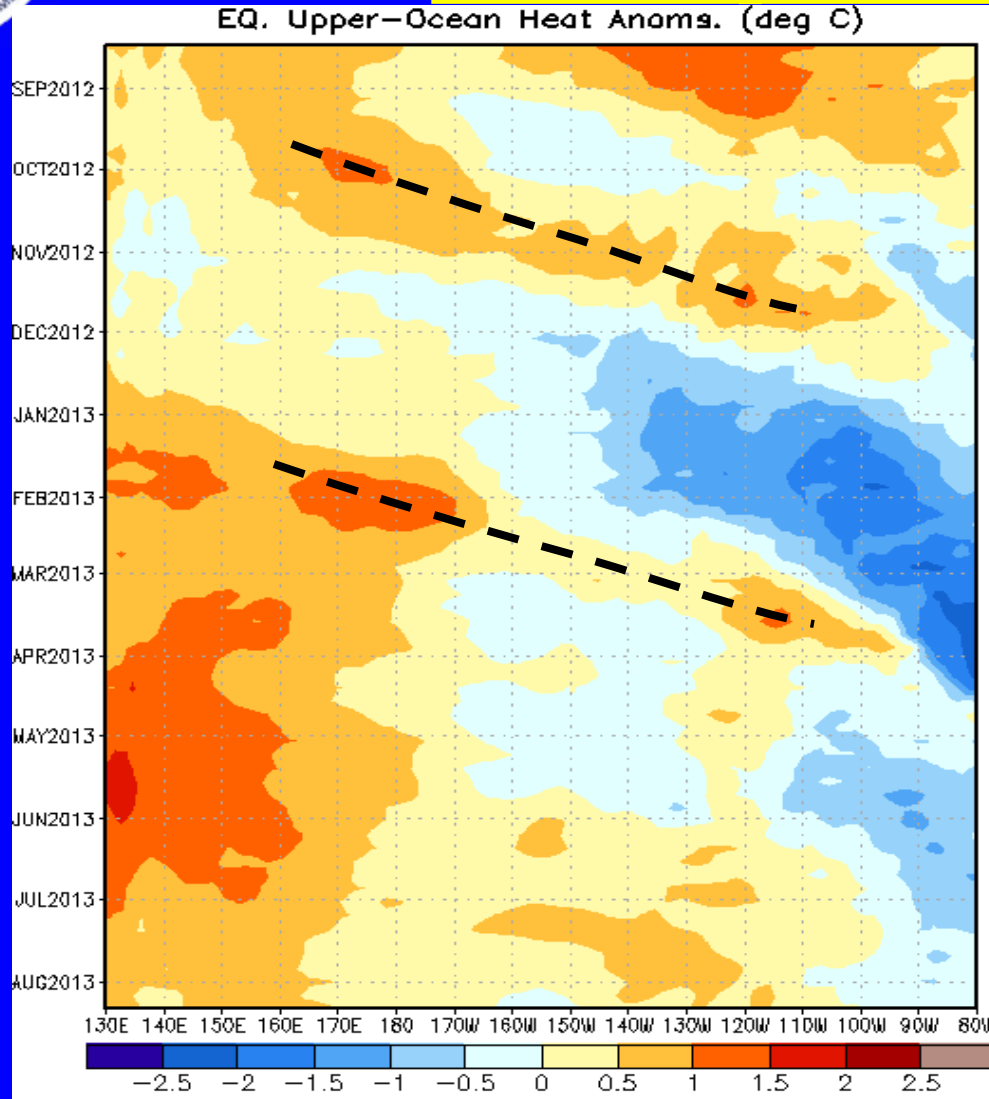 EQ. Upper-Ocean Heat Anoms. (deg C)
SEP2012
OCT2012
NOV2012
DEC2012
JAN2013
FEB2013
MAR2013
APR2013
MAY2013
JUN2013
JUL2013
AUG2013
130E 140E 150E 160E 170E 180 170W 160W 150W 140W 130W 120W 110W 100W 90W 80W
-2.5 -2 -1.5 -1 -0.5 0 0.5 1 1.5 2 2.5